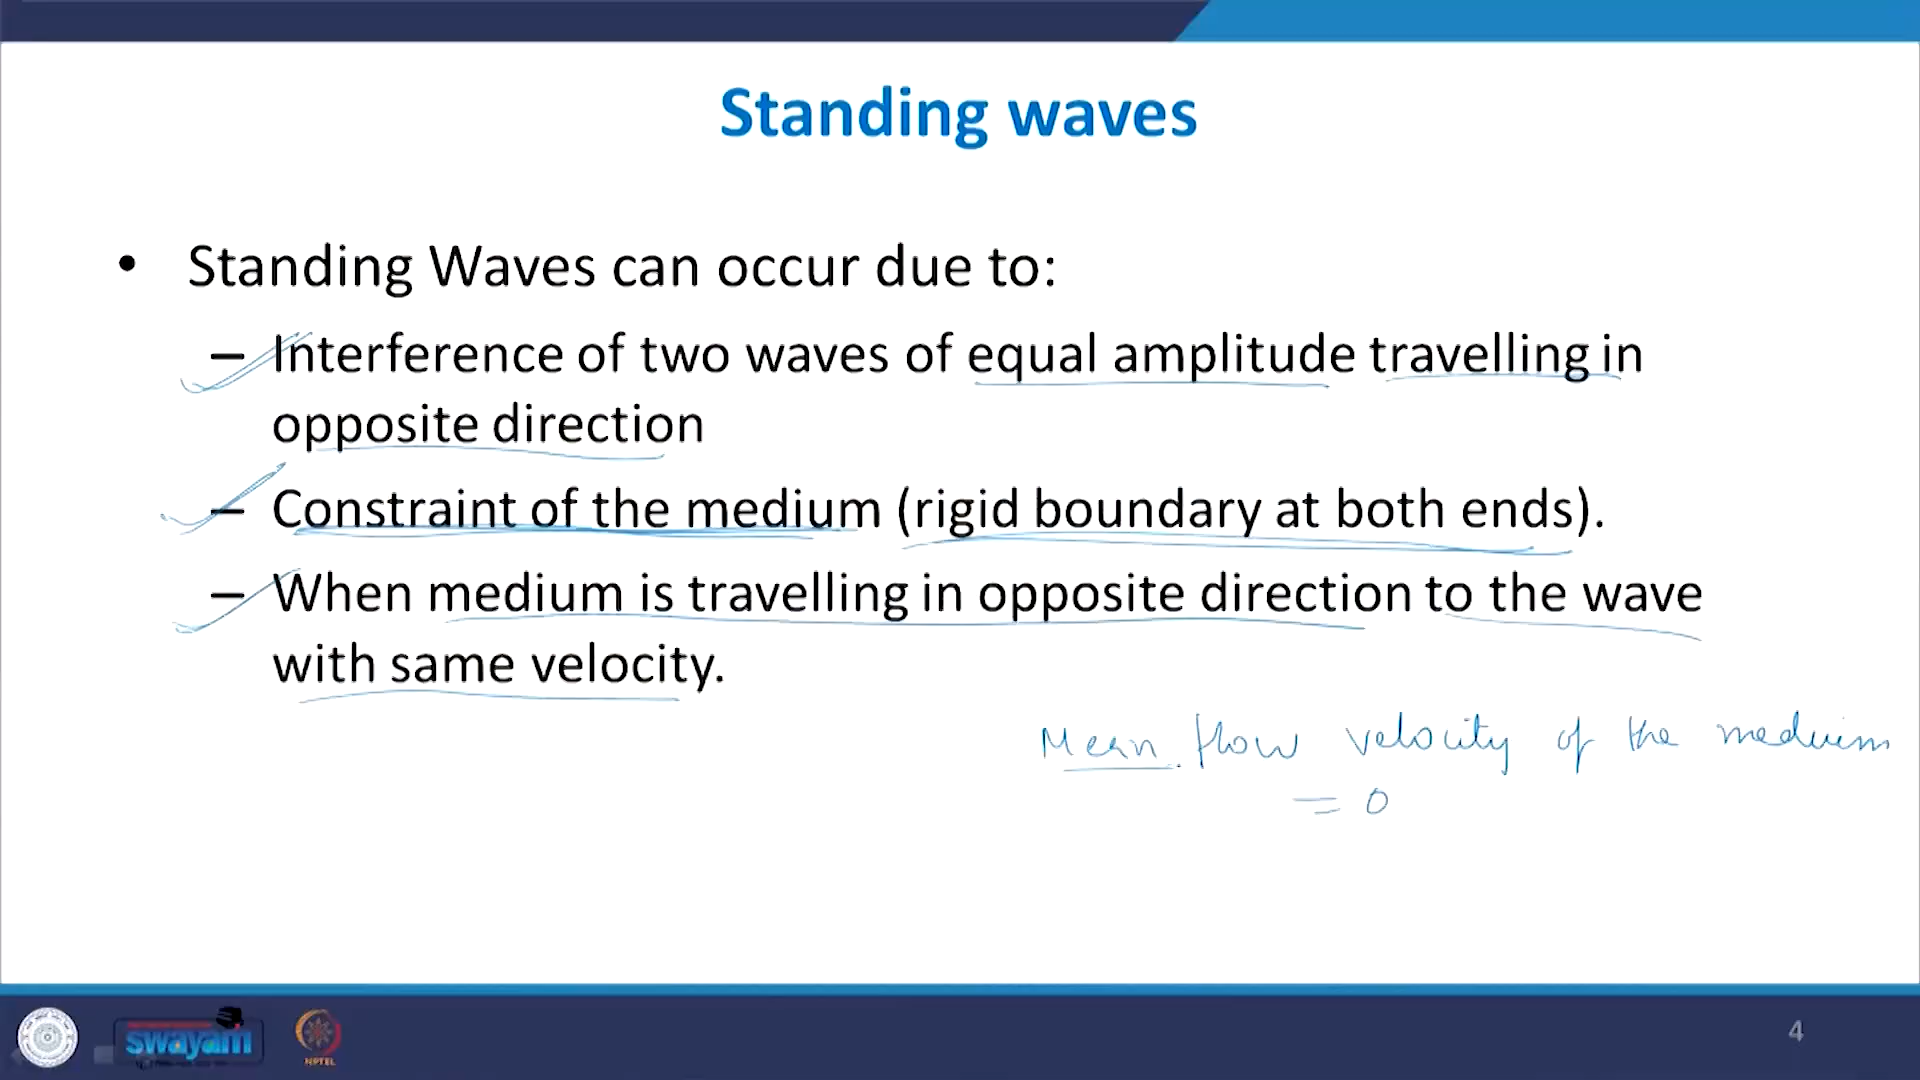 Standing waves
• Standing Waves can occur due to:
– Interference of two waves of equal amplitude travelling in
opposite direction
– Constraint of the medium (rigid boundary at both ends).
– When medium is travelling in opposite direction to the wave
with same velocity.
Mean flow velocity of the medium
= 0
swayam
NPTEL
4